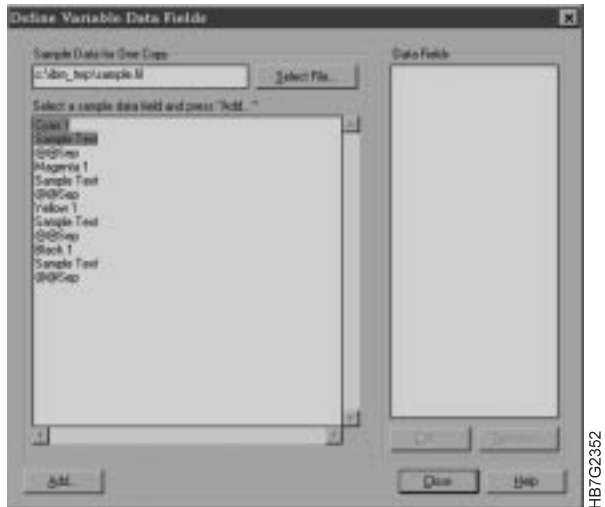 Define Variable Data Fields
Sample Data for One Copy
Data Fields
c:\ibm_tmp\sample.fil
Select File...
Select a sample data field and press "Add..."
Cyan 1
Sample Text
@@Sep
Magenta 1
Sample Text
@@Sep
Yellow 1
Sample Text
@@Sep
Black 1
Sample Text
@@Sep
Add...
Close
Help
HB7G2352